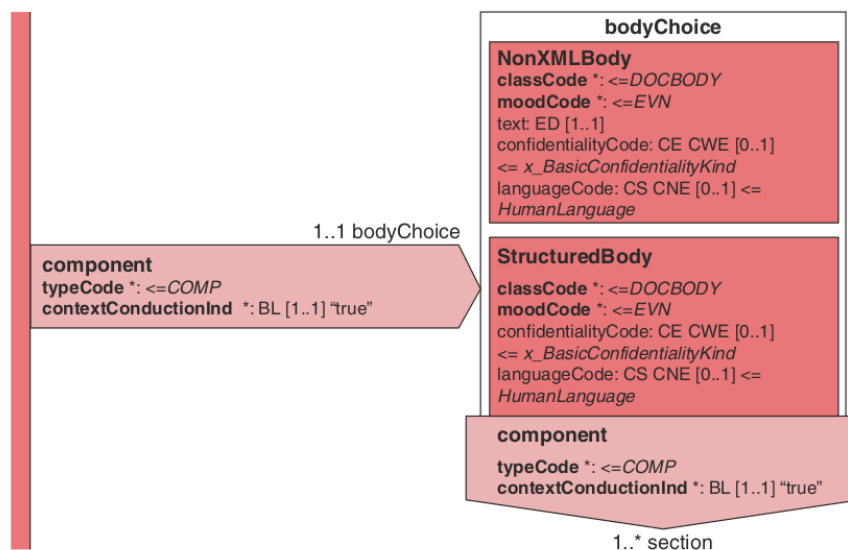 bodyChoice
NonXMLBody
classCode *: <=DOCBODY
moodCode *: <=EVN
text: ED [1..1]
confidentialityCode: CE CWE [0..1]
<= x_BasicConfidentialityKind
languageCode: CS CNE [0..1] <=
HumanLanguage
1..1 bodyChoice
component
typeCode *: <=COMP
contextConductionInd *: BL [1..1] “true”
StructuredBody
classCode *: <=DOCBODY
moodCode *: <=EVN
confidentialityCode: CE CWE [0..1]
<= x_BasicConfidentialityKind
languageCode: CS CNE [0..1] <=
HumanLanguage
component
typeCode *: <=COMP
contextConductionInd *: BL [1..1] “true”
1..* section